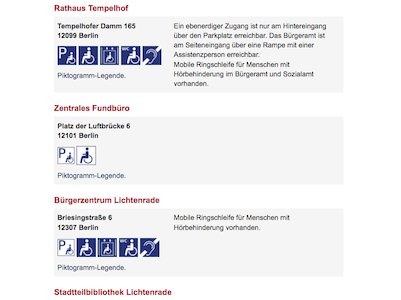 Rathaus Tempelhof
Tempelhofer Damm 165
12099 Berlin
Piktogramm-Legende.
Ein ebenerdiger Zugang ist nur am Hintereingang
über den Parkplatz erreichbar. Das Bürgeramt ist
am Seiteneingang über eine Rampe mit einer
Assistenzperson erreichbar.
Mobile Ringschleife für Menschen mit
Hörbehinderung im Bürgeramt und Sozialamt
vorhanden.
Zentrales Fundbüro
Platz der Luftbrücke 6
12101 Berlin
P
Piktogramm-Legende.
Bürgerzentrum Lichtenrade
Briesingstraße 6
12307 Berlin
P
WC
Piktogramm-Legende.
Mobile Ringschleife für Menschen mit
Hörbehinderung vorhanden.
Stadtteilbibliothek Lichtenrade